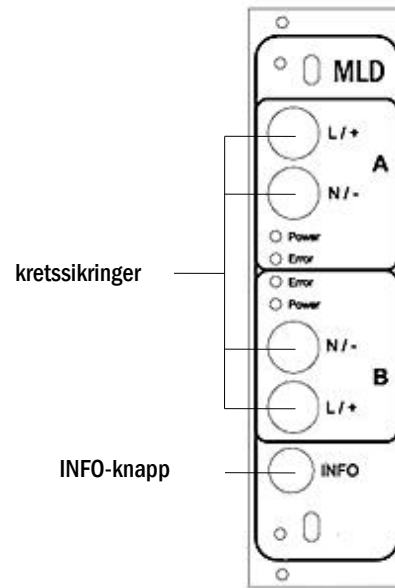 MLD
L / +
A
N / -
Power
Error
kretssikringer
Error
Power
N / -
B
L / +
INFO-knapp
INFO